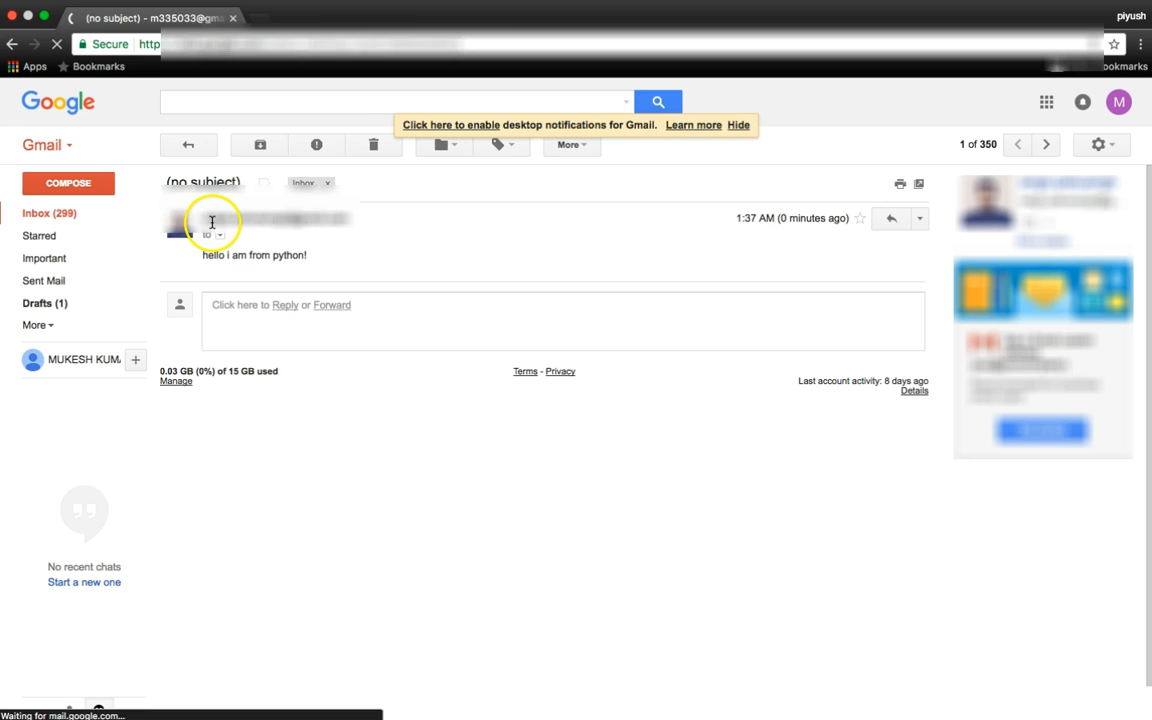 (no subject) - m335033@gma
piyush
Secure http
Apps Bookmarks
ookmarks
Google
Click here to enable desktop notifications for Gmail. Learn more Hide
M
Gmail
More
1 of 350
COMPOSE
(no subject)
Inbox x
Inbox (299)
1:37 AM (0 minutes ago)
Starred
to
hello i am from python!
Important
Sent Mail
Drafts (1)
Click here to Reply or Forward
More
MUKESH KUM
0.03 GB (0%) of 15 GB used
Manage
Terms - Privacy
Last account activity: 8 days ago
Details
No recent chats
Start a new one
Waiting for mail.google.com...